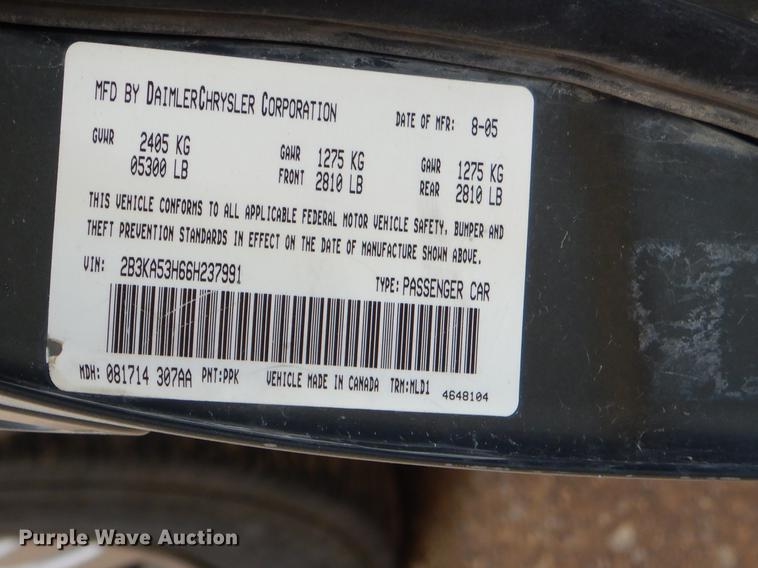 MFD BY DAIMLERCHRYSLER CORPORATION DATE OF MFR: 8-05
GVWR 2405 KG GAWR 1275 KG GAWR 1275 KG
05300 LB FRONT 2810 LB REAR 2810 LB
THIS VEHICLE CONFORMS TO ALL APPLICABLE FEDERAL MOTOR VEHICLE SAFETY, BUMPER AND
THEFT PREVENTION STANDARDS IN EFFECT ON THE DATE OF MANUFACTURE SHOWN ABOVE.
VIN: 2B3KA53H66H237991 TYPE: PASSENGER CAR
MDH: 081714 307AA PNT:PPK VEHICLE MADE IN CANADA TRM:MLD1 4648104
Purple Wave Auction